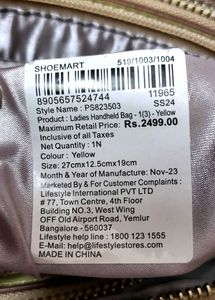 SHOEMART 519/1003/1004
8905657524744 11965
Style Name : PS823503 SS24
Product : Ladies Handheld Bag - 1(3) - Yellow
Maximum Retail Price: Rs.2499.00
Inclusive of all Taxes
Net Quantity : 1N
Colour : Yellow
Size : 27cmx12.5cmx19cm
Month & Year of Manufacture: Nov-23
Marketed By & For Customer Complaints :
Lifestyle International PVT LTD
# 77, Town Centre, 4th Floor
Building NO.3, West Wing
OFF Old Airport Road, Yemlur
Bangalore - 560037
Life style help line : 1800 123 1555
E-Mail: help@lifestylestores.com
MADE IN CHINA